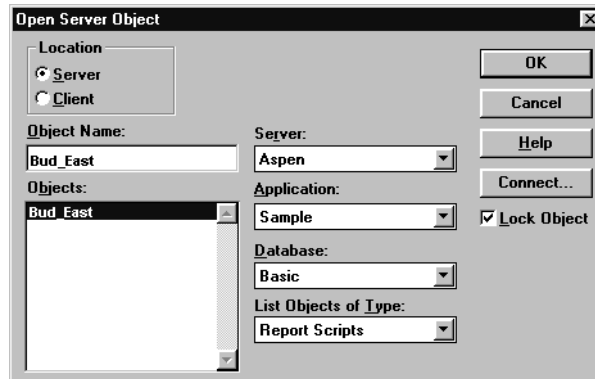 Open Server Object
Location
Server
Client
Object Name:
Bud_East
Objects:
Bud_East
Server:
Aspen
Application:
Sample
Database:
Basic
List Objects of Type:
Report Scripts
OK
Cancel
Help
Connect...
Lock Object